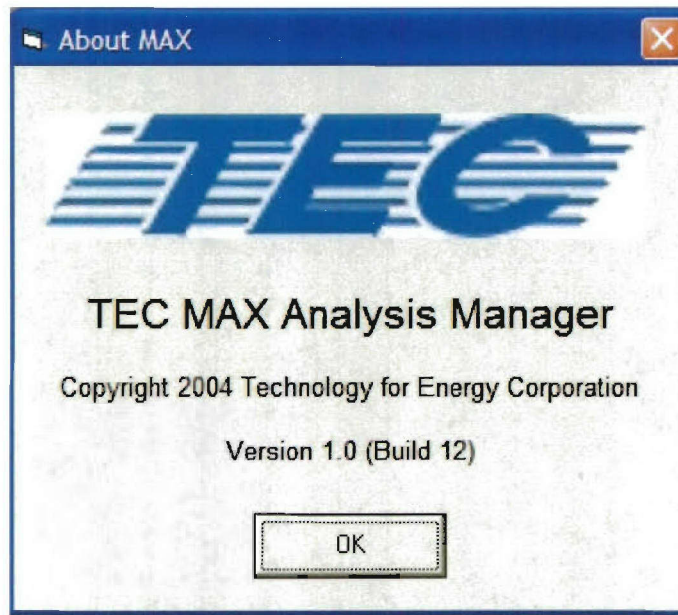 About MAX
TEC
TEC MAX Analysis Manager
Copyright 2004 Technology for Energy Corporation
Version 1.0 (Build 12)
OK